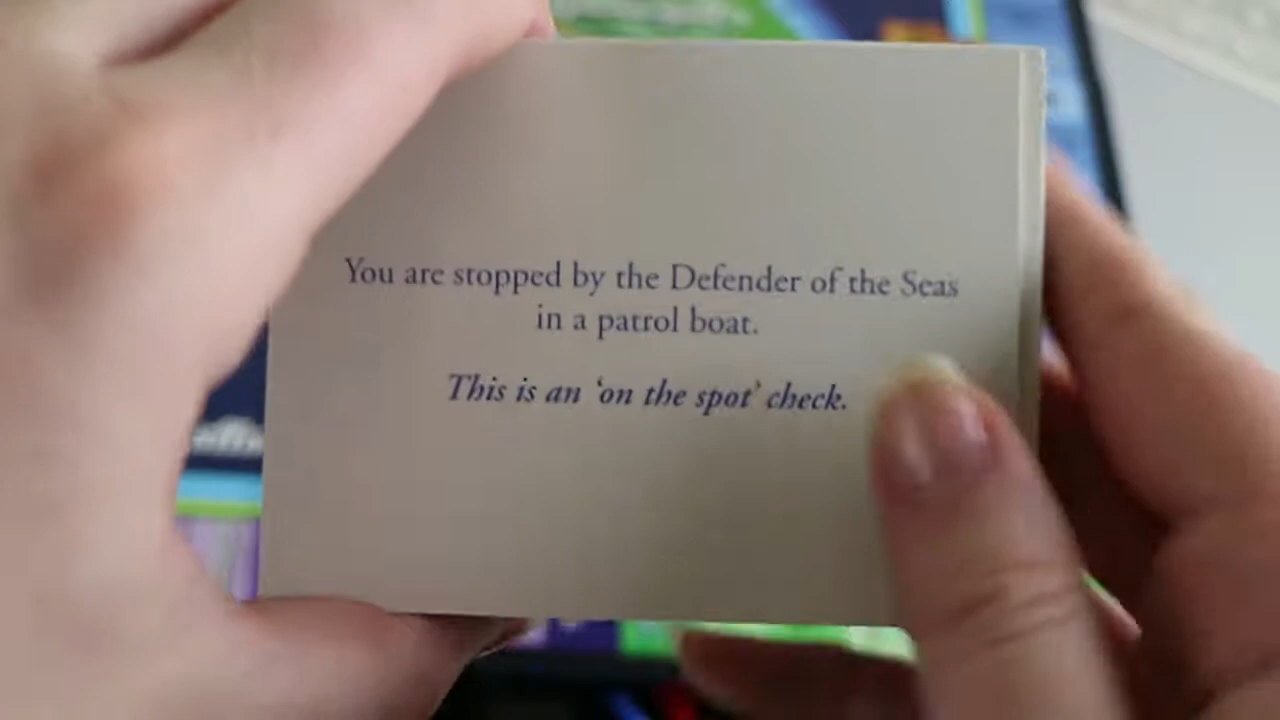 You are stopped by the Defender of the Seas
in a patrol boat.
This is an ‘on the spot’ check.